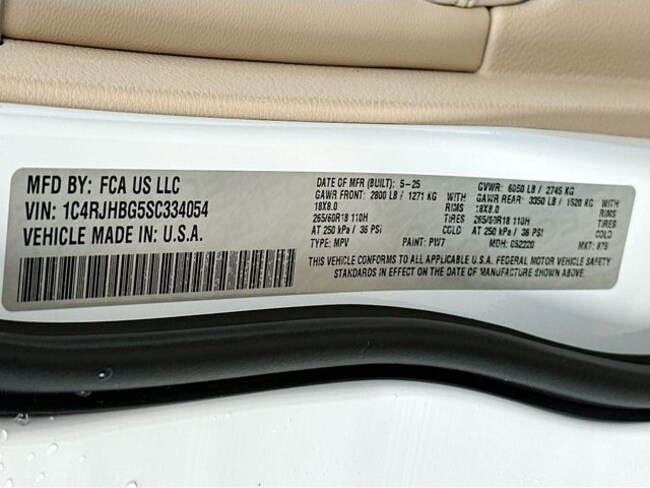 MFD BY: FCA US LLC
VIN: 1C4RJHBG5SC334054
VEHICLE MADE IN: U.S.A.
DATE OF MFR (BUILT): 5-25 GVWR: 6050 LB / 2745 KG
GAWR FRONT: 2800 LB / 1271 KG WITH GAWR REAR: 3350 LB / 1520 KG WITH
18X8.0 RIMS 18X8.0 RIMS
265/60R18 110H TIRES 265/60R18 110H TIRES
AT 250 kPa / 36 PSI COLD AT 250 kPa / 36 PSI COLD
TYPE: MPV PAINT: PW7 MDH: 052220 MKT:
THIS VEHICLE CONFORMS TO ALL APPLICABLE U.S.A. FEDERAL MOTOR VEHICLE SAFETY
STANDARDS IN EFFECT ON THE DATE OF MANUFACTURE SHOWN ABOVE.